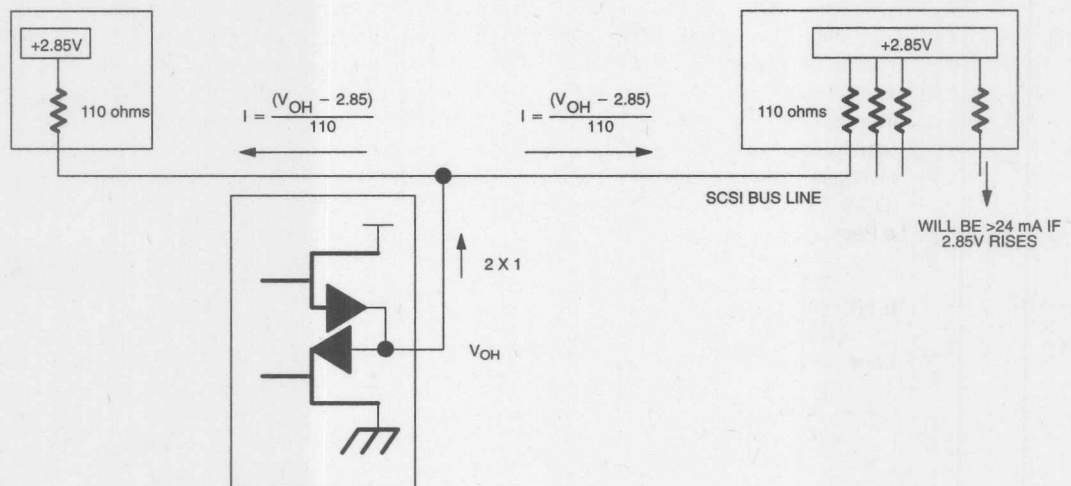 +2.85V
+2.85V
110 ohms
I = (V_OH – 2.85)
110
I = (V_OH – 2.85)
110
110 ohms
SCSI BUS LINE
WILL BE >24 mA IF
2.85V RISES
2 X 1
V_OH